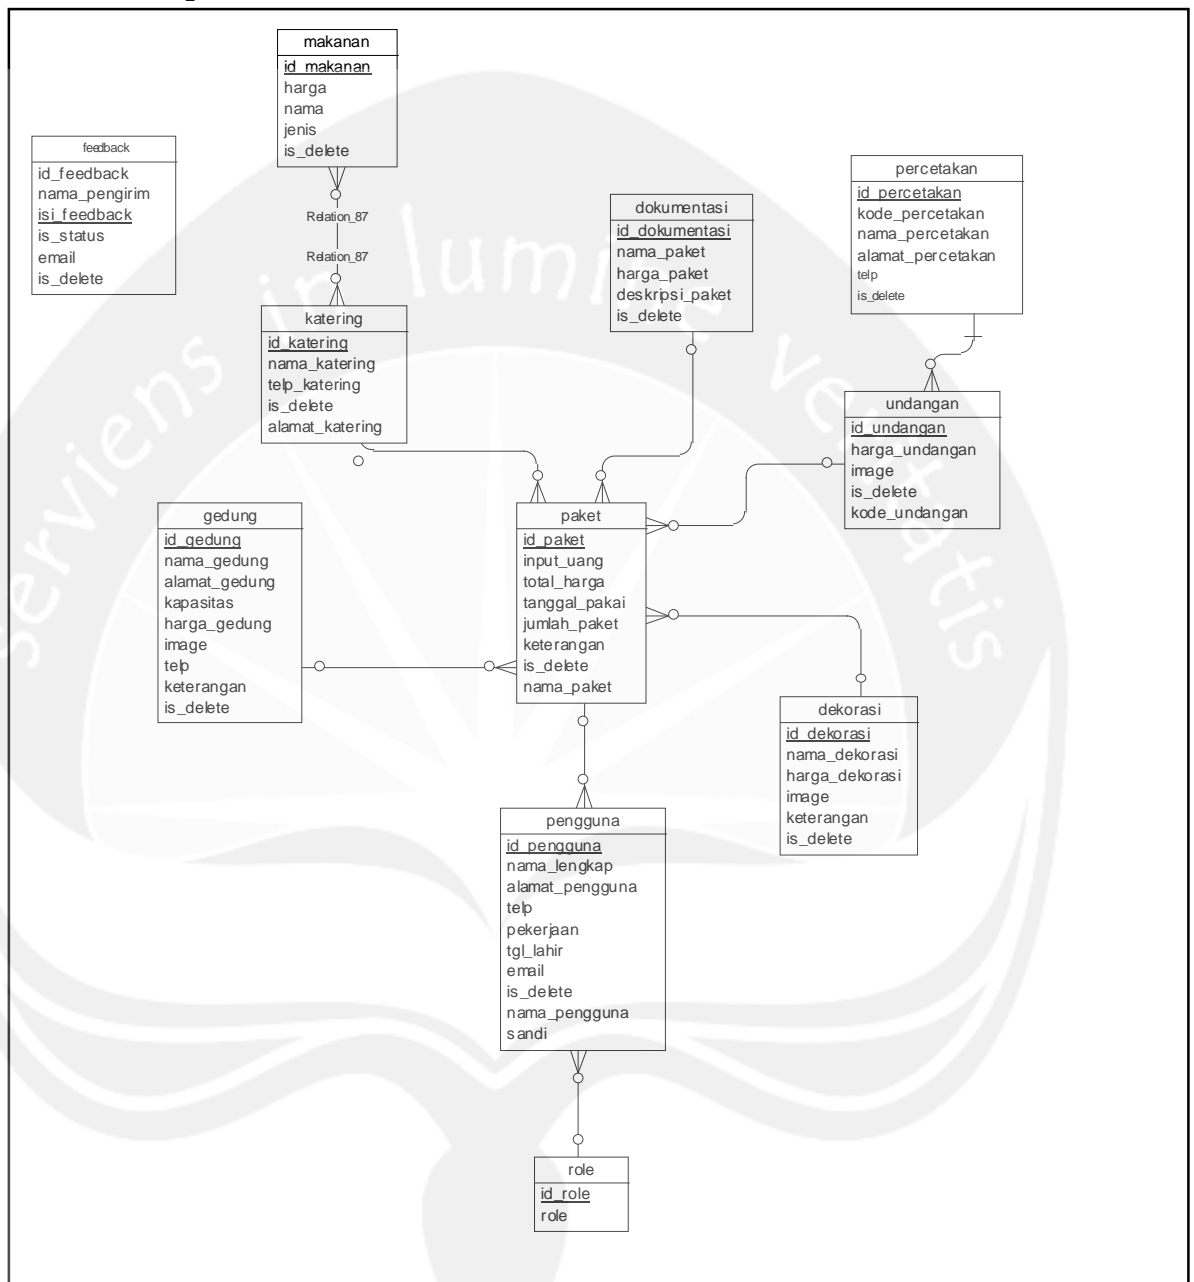 makanan
id_makanan
harga
nama
jenis
is_delete
feedback
id_feedback
nama_pengirim
isi_feedback
is_status
email
is_delete
Relation_87
Relation_87
dokumentasi
id_dokumentasi
nama_paket
harga_paket
deskripsi_paket
is_delete
percetakan
id_percetakan
kode_percetakan
nama_percetakan
alamat_percetakan
telp
is_delete
katering
id_katering
nama_katering
telp_katering
is_delete
alamat_katering
undangan
id_undangan
harga_undangan
image
is_delete
kode_undangan
gedung
id_gedung
nama_gedung
alamat_gedung
kapasitas
harga_gedung
image
telp
keterangan
is_delete
paket
id_paket
input_uang
total_harga
tanggal_pakai
jumlah_paket
keterangan
is_delete
nama_paket
dekorasi
id_dekorasi
nama_dekorasi
harga_dekorasi
image
keterangan
is_delete
pengguna
id_pengguna
nama_lengkap
alamat_pengguna
telp
pekerjaan
tgl_lahir
email
is_delete
nama_pengguna
sandi
role
id_role
role
serviens in lumine veritatis